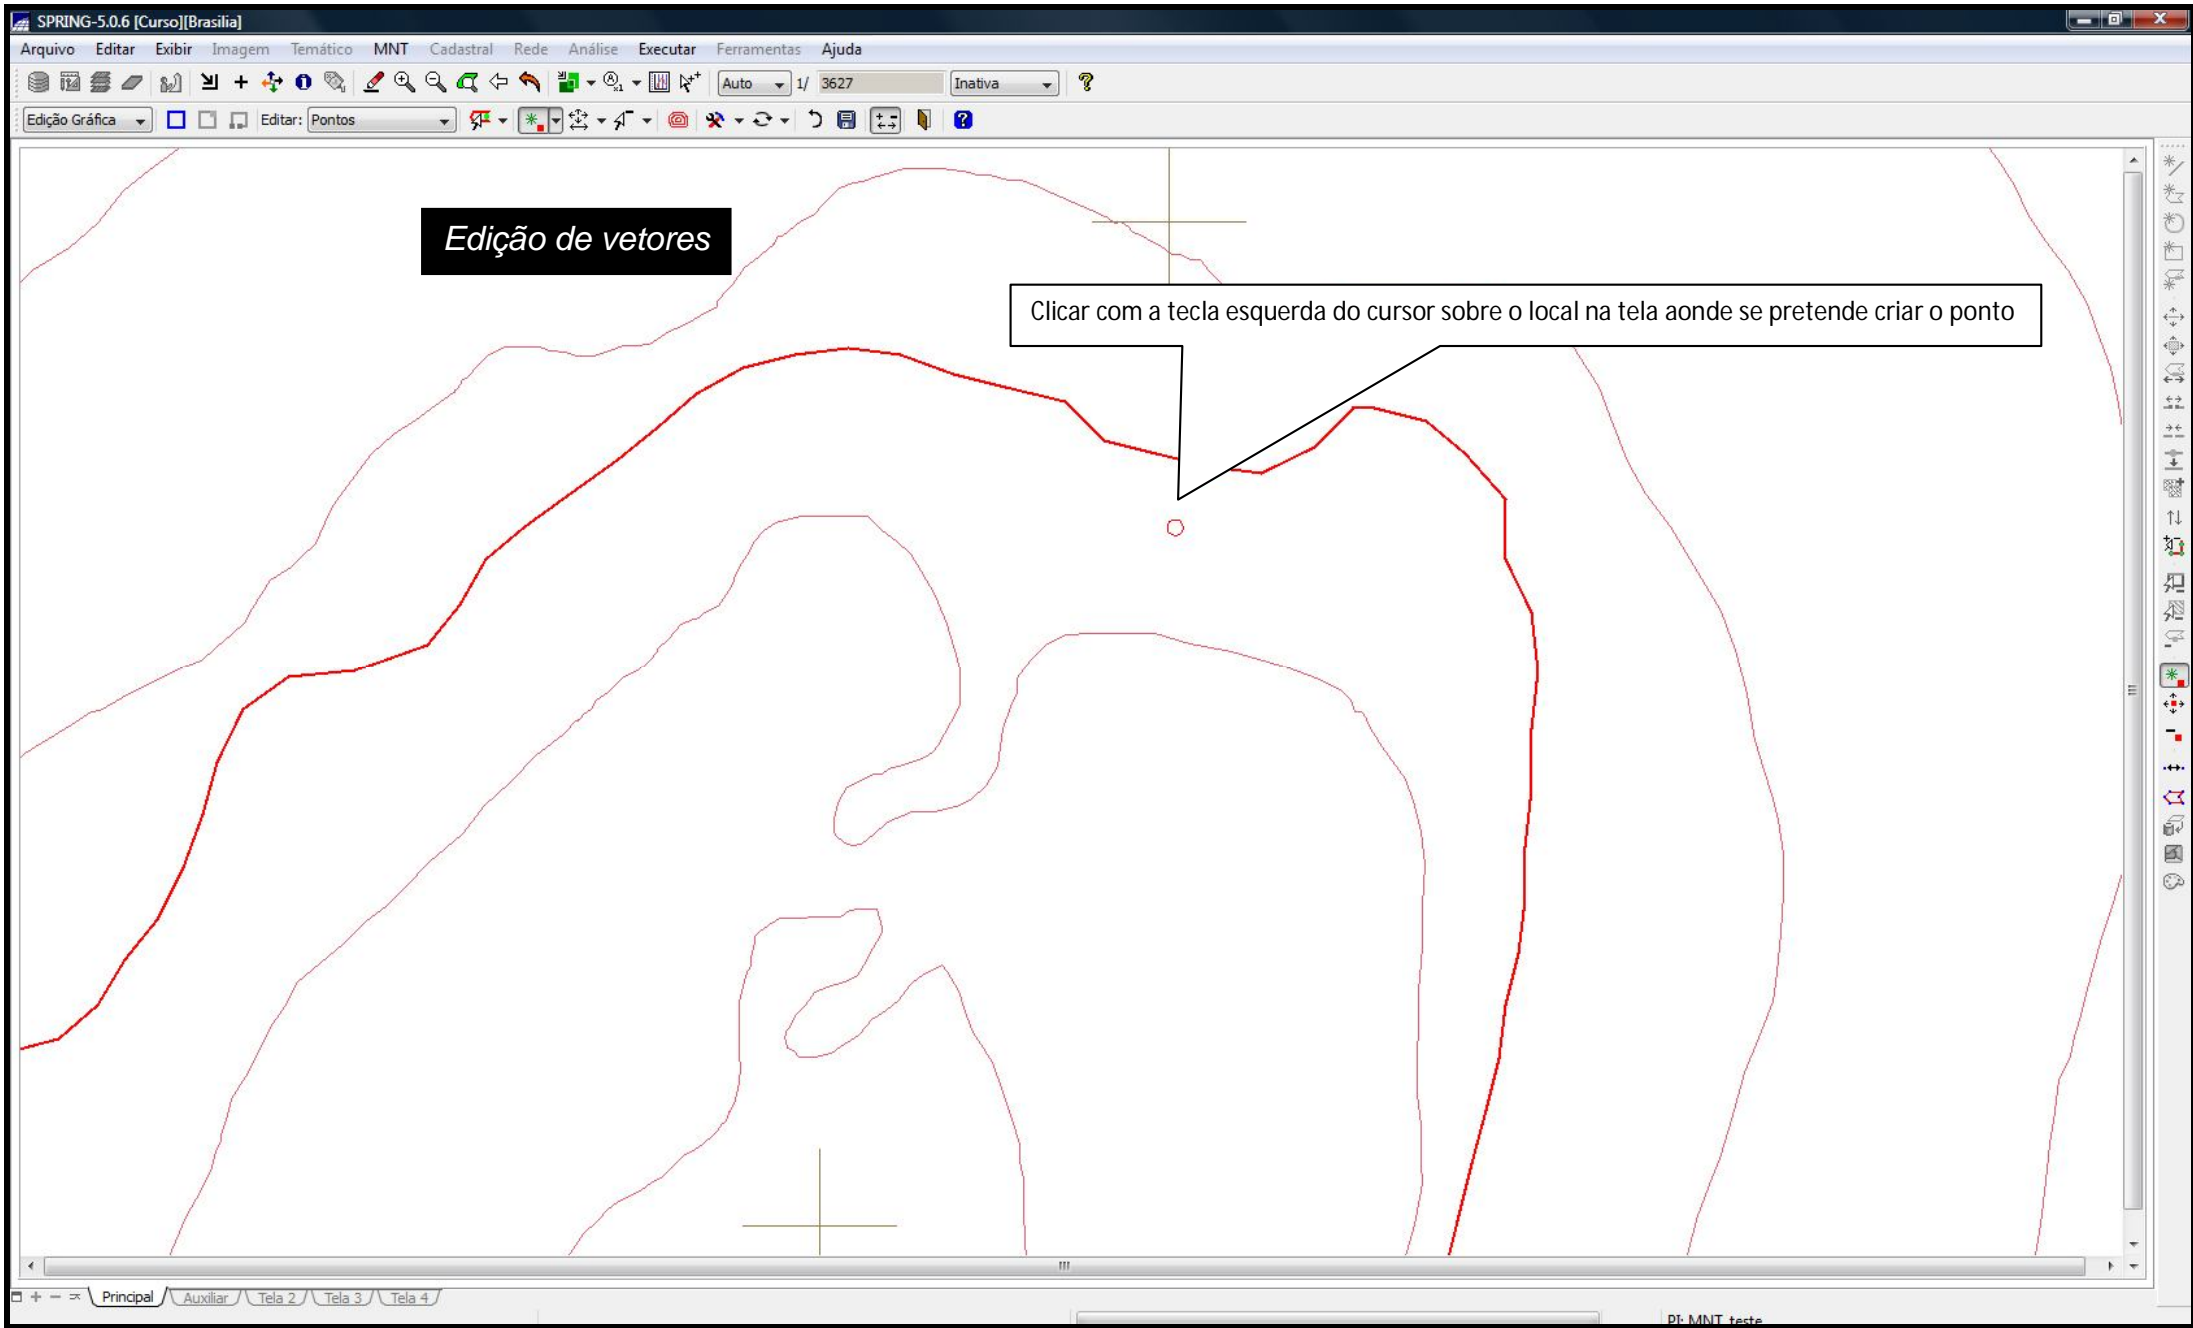 SPRING-5.0.6 [Curso][Brasilia]
Arquivo Editar Exibir Imagem Temático MNT Cadastral Rede Análise Executar Ferramentas Ajuda
Auto 1/ 3627 Inativa
Edição Gráfica Editar: Pontos
Edição de vetores
Clicar com a tecla esquerda do cursor sobre o local na tela aonde se pretende criar o ponto
Principal Auxiliar Tela 2 Tela 3 Tela 4
PI: MNT_teste